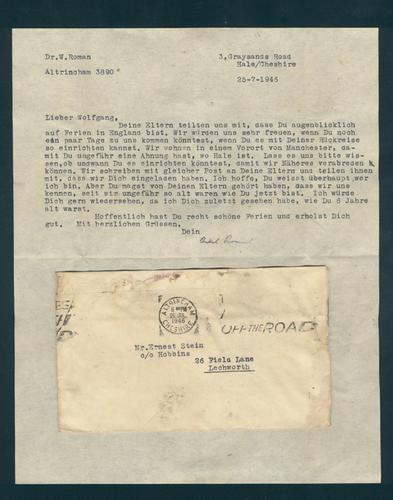 Dr.W.Roman
3,Graysands Road
Hale/Cheshire
Altrincham 3890
25-7-1946
Lieber Wolfgang,
Deine Eltern teilten uns mit, dass Du augenblicklich
auf Ferien in England bist. Wir würden uns sehr freuen, wenn Du noch
ein paar Tage zu uns kommen könntest, wenn Du es mit Deiner Rückreise
so einrichten kannst. Wir wohnen in einem Vorort von Manchester, da-
mit Du ungefähr eine Ahnung hast, wo Hale ist. Lass es uns bitte wis-
sen,ob und wann Du es einrichten könntest, damit wir Näheres verabreden
können. Wir schreiben mit gleicher Post an Deine Eltern und teilen ihnen
mit, dass wir Dich eingeladen haben. Ich hoffe, Du weisst überhaupt,wer
ich bin. Aber Du magst von Deinen Eltern gehört haben, dass wir uns
kennen, seit wir ungefähr so alt waren wie Du jetzt bist. Ich würde
Dich gern wiedersehen, da ich Dich zuletzt gesehen habe, wie Du 6 Jahre
alt warst.
Hoffentlich hast Du recht schöne Ferien und erholst Dich
gut. Mit herzlichen Grüssen.
Dein
ALTRINCHAM
CHESHIRE
1946
OFF THE ROAD
Mr.Ernest Stein
c/o Hobbins
26 Field Lane
Letchworth